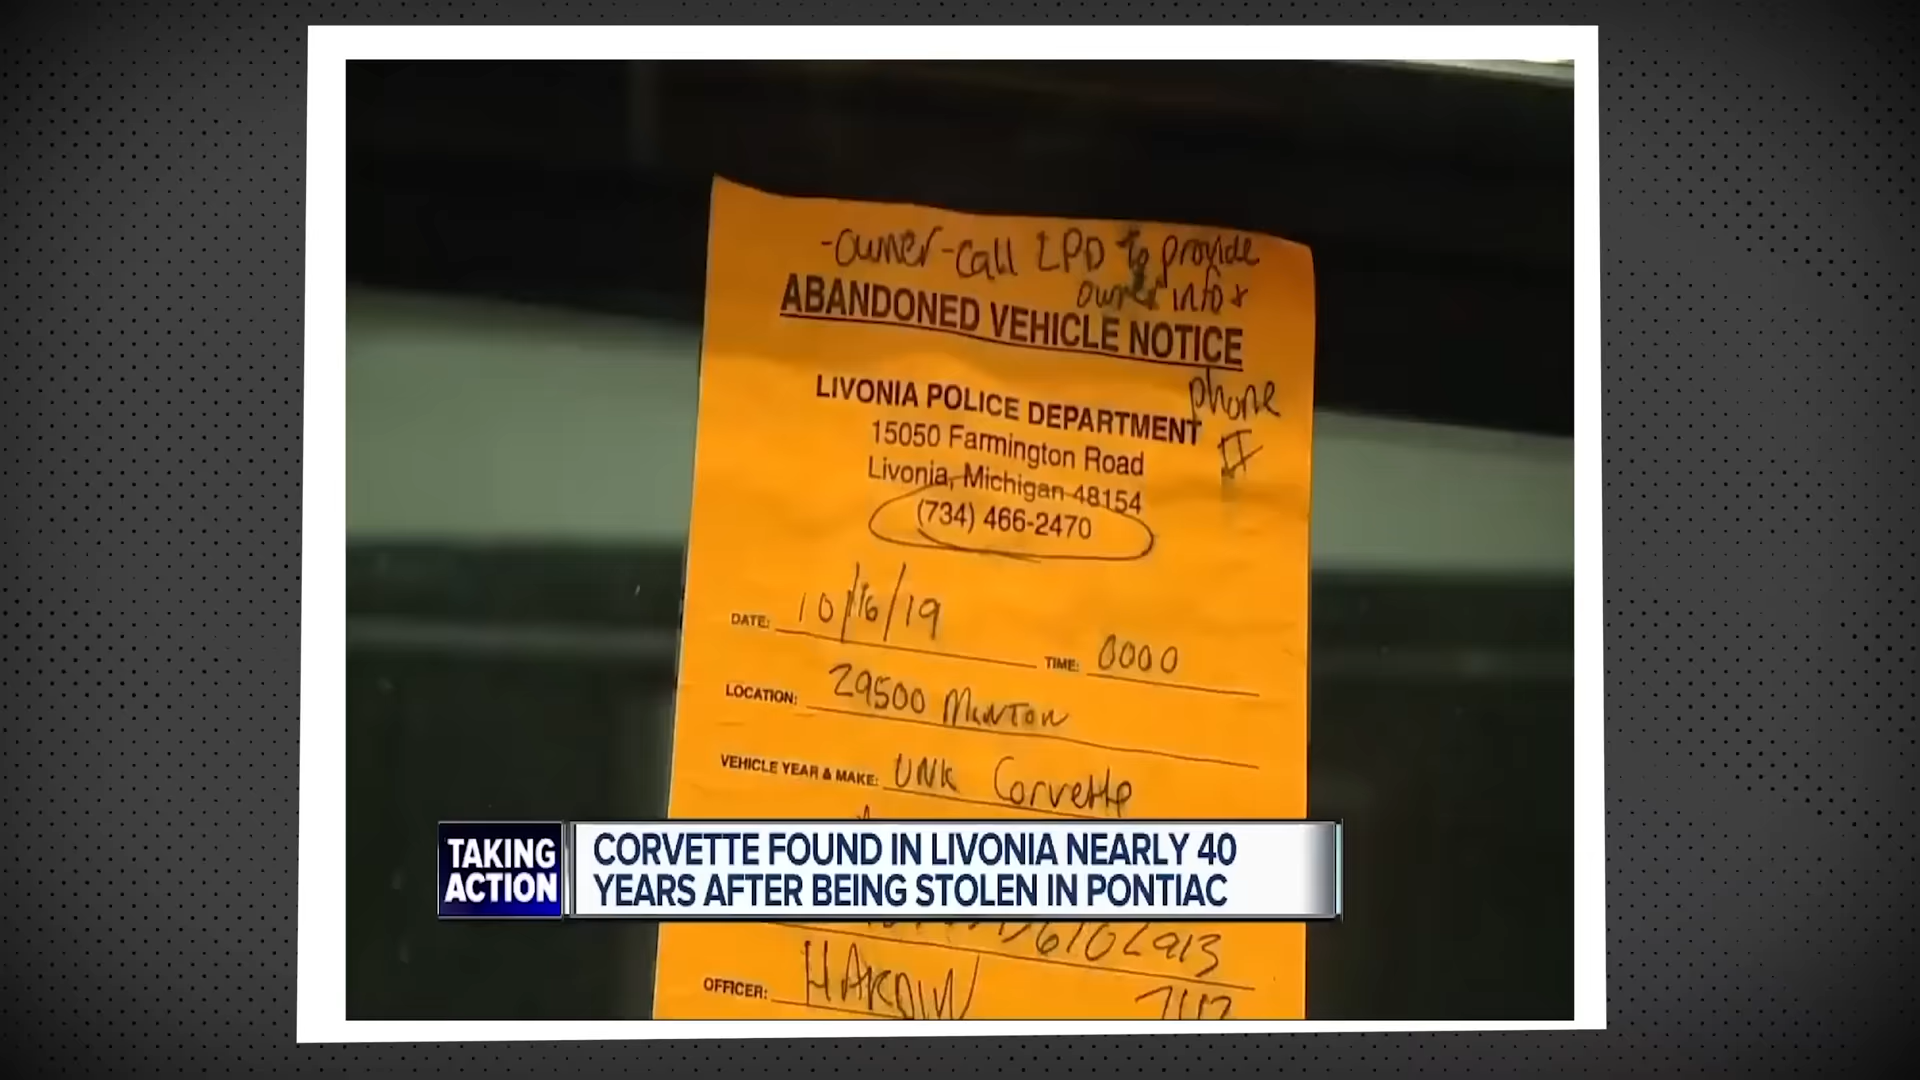 -owner-call LPD to provide
owner info &
ABANDONED VEHICLE NOTICE
phone
#
LIVONIA POLICE DEPARTMENT
15050 Farmington Road
Livonia, Michigan 48154
(734) 466-2470
DATE: 10/16/19
TIME: 0000
LOCATION: 29500 Munton
VEHICLE YEAR & MAKE: UNK Corvette
TAKING
ACTION
CORVETTE FOUND IN LIVONIA NEARLY 40
YEARS AFTER BEING STOLEN IN PONTIAC
OFFICER: HARDIN